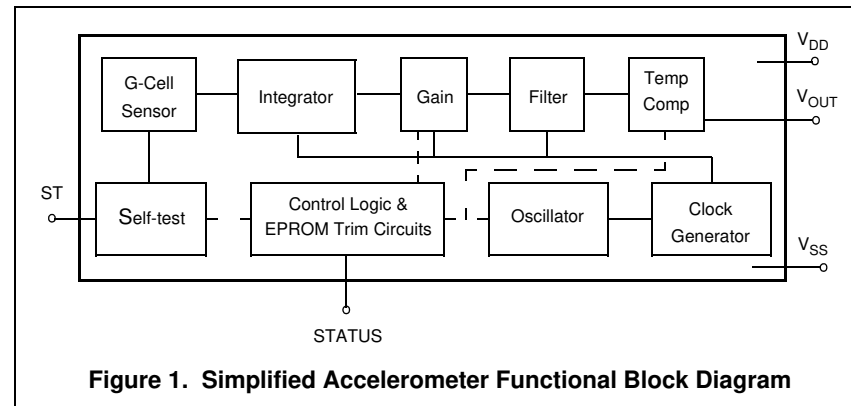 V_DD
G-Cell
Sensor
Integrator
Gain
Filter
Temp
Comp
V_OUT
ST
Self-test
Control Logic &
EPROM Trim Circuits
Oscillator
Clock
Generator
V_SS
STATUS
Figure 1. Simplified Accelerometer Functional Block Diagram